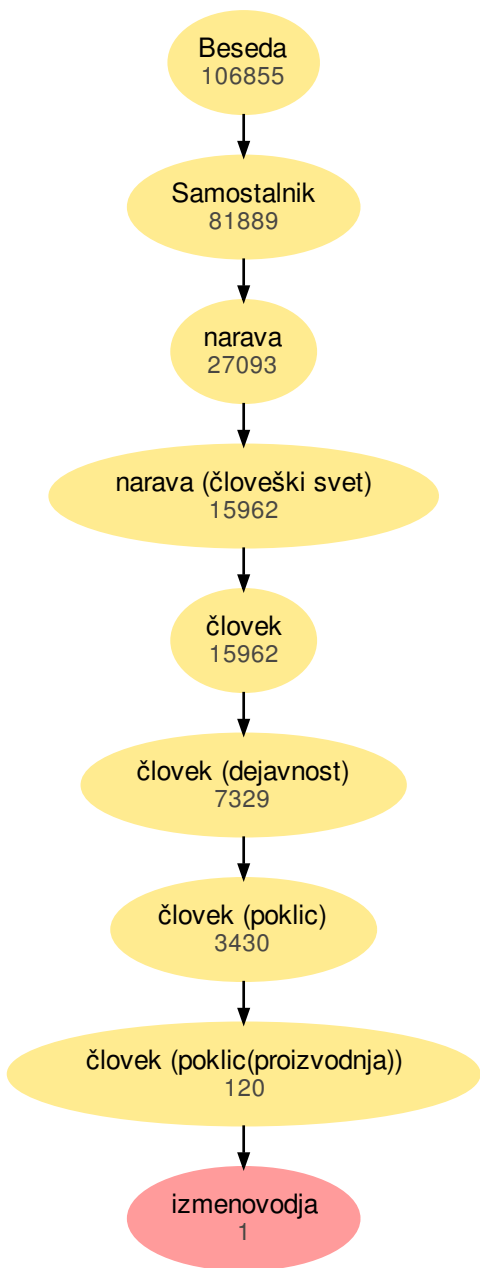 Beseda
106855
Samostalnik
81889
narava
27093
narava (človeški svet)
15962
človek
15962
človek (dejavnost)
7329
človek (poklic)
3430
človek (poklic(proizvodnja))
120
izmenovodja
1